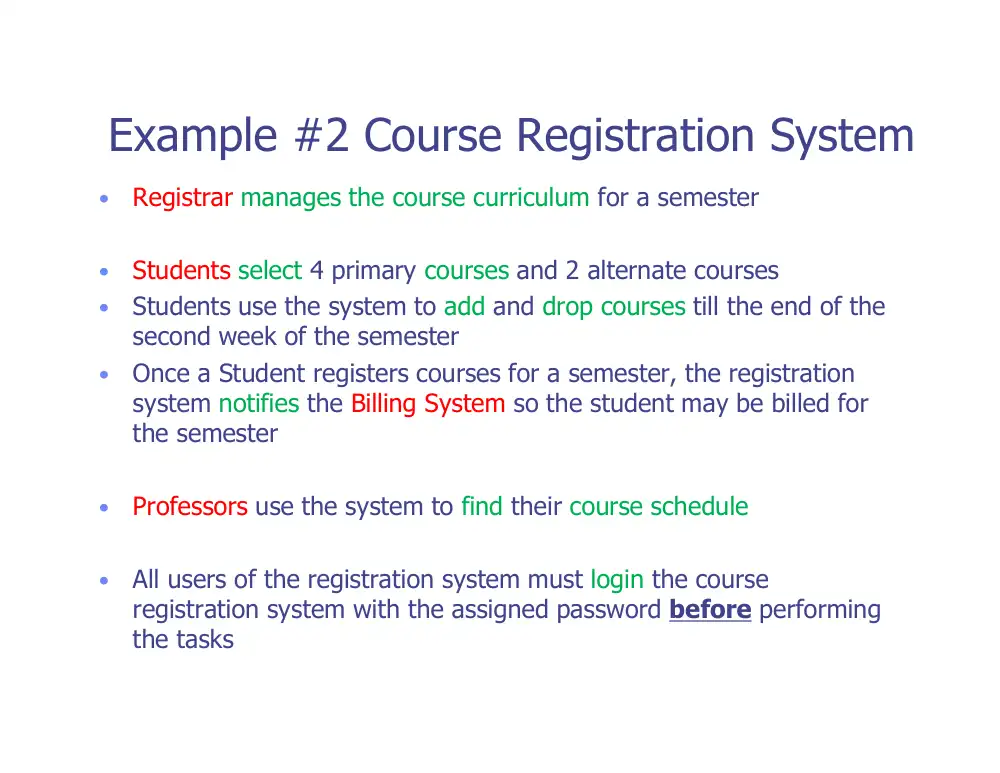 Example #2 Course Registration System
• Registrar manages the course curriculum for a semester
• Students select 4 primary courses and 2 alternate courses
• Students use the system to add and drop courses till the end of the
second week of the semester
• Once a Student registers courses for a semester, the registration
system notifies the Billing System so the student may be billed for
the semester
• Professors use the system to find their course schedule
• All users of the registration system must login the course
registration system with the assigned password before performing
the tasks